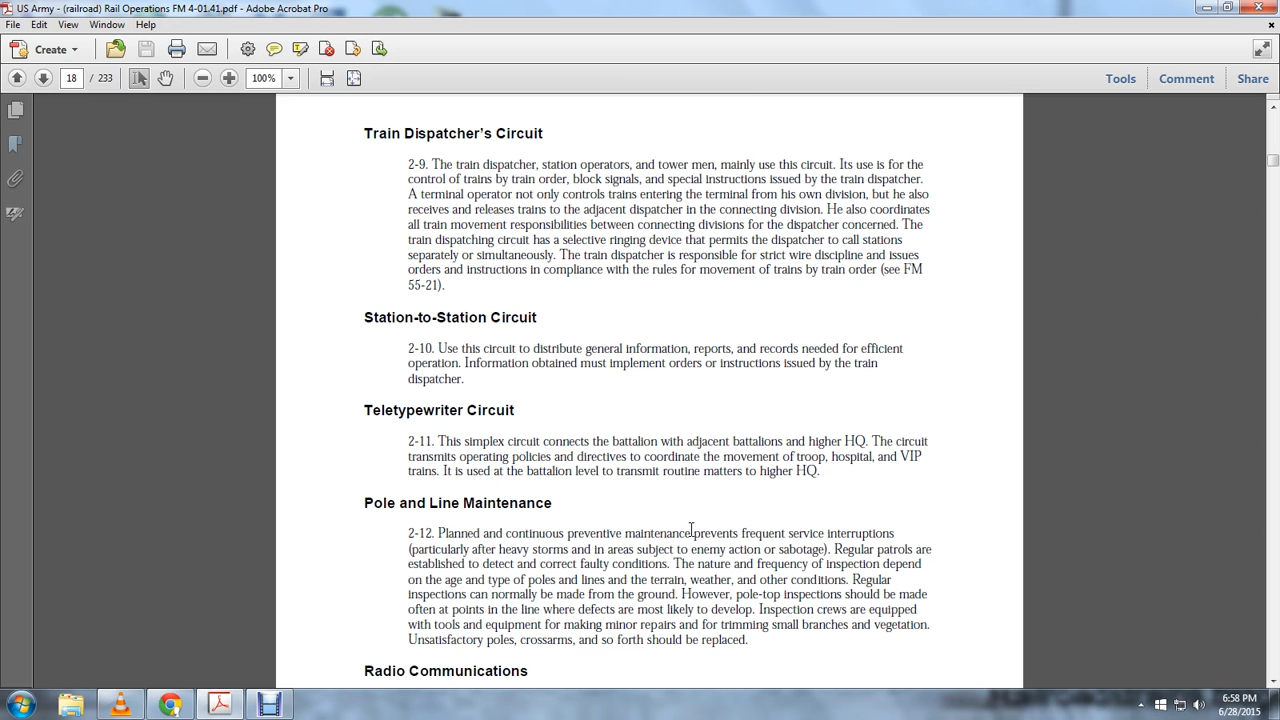 US Army - (railroad) Rail Operations FM 4-01.41.pdf - Adobe Acrobat Pro
File Edit View Window Help
Create
18 / 233
100%
Tools Comment Share
Train Dispatcher's Circuit
2-9. The train dispatcher, station operators, and tower men, mainly use this circuit. Its use is for the
control of trains by train order, block signals, and special instructions issued by the train dispatcher.
A terminal operator not only controls trains entering the terminal from his own division, but he also
receives and releases trains to the adjacent dispatcher in the connecting division. He also coordinates
all train movement responsibilities between connecting divisions for the dispatcher concerned. The
train dispatching circuit has a selective ringing device that permits the dispatcher to call stations
separately or simultaneously. The train dispatcher is responsible for strict wire discipline and issues
orders and instructions in compliance with the rules for movement of trains by train order (see FM
55-21).
Station-to-Station Circuit
2-10. Use this circuit to distribute general information, reports, and records needed for efficient
operation. Information obtained must implement orders or instructions issued by the train
dispatcher.
Teletypewriter Circuit
2-11. This simplex circuit connects the battalion with adjacent battalions and higher HQ. The circuit
transmits operating policies and directives to coordinate the movement of troop, hospital, and VIP
trains. It is used at the battalion level to transmit routine matters to higher HQ.
Pole and Line Maintenance
2-12. Planned and continuous preventive maintenance prevents frequent service interruptions
(particularly after heavy storms and in areas subject to enemy action or sabotage). Regular patrols are
established to detect and correct faulty conditions. The nature and frequency of inspection depend
on the age and type of poles and lines and the terrain, weather, and other conditions. Regular
inspections can normally be made from the ground. However, pole-top inspections should be made
often at points in the line where defects are most likely to develop. Inspection crews are equipped
with tools and equipment for making minor repairs and for trimming small branches and vegetation.
Unsatisfactory poles, crossarms, and so forth should be replaced.
Radio Communications
6:58 PM
6/28/2015